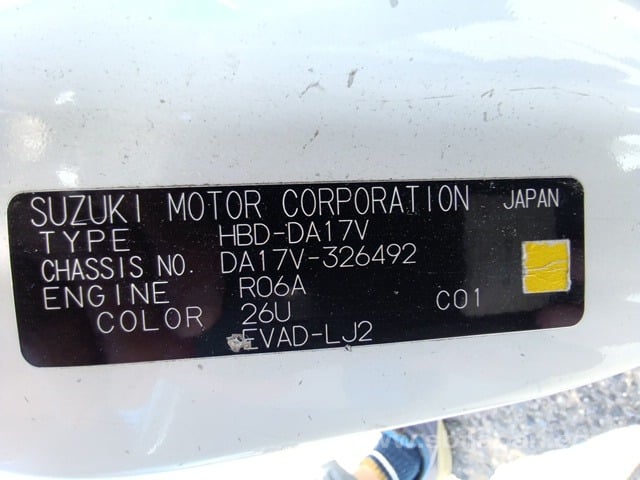 SUZUKI MOTOR CORPORATION JAPAN
TYPE HBD-DA17V
CHASSIS NO. DA17V-326492
ENGINE R06A
COLOR 26U C01
EVAD-LJ2